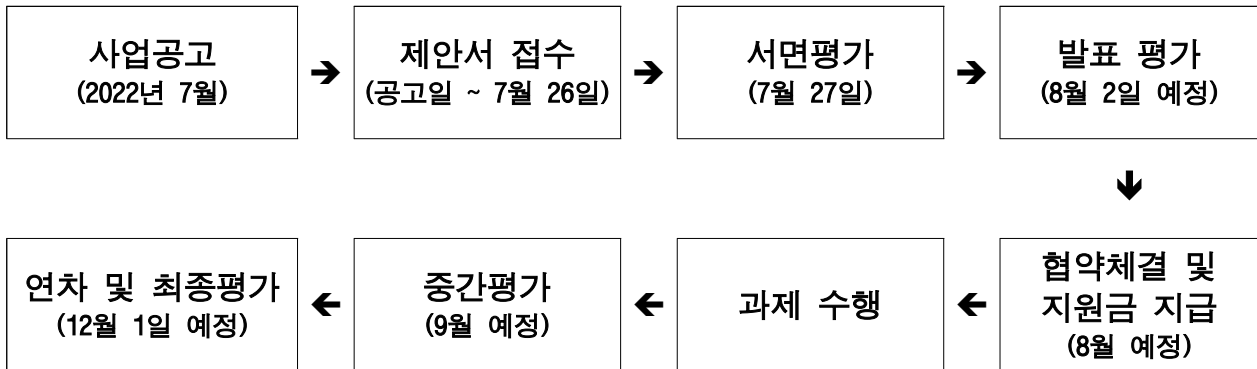 사업공고
(2022년 7월)
➔
제안서 접수
(공고일 ~ 7월 26일)
➔
서면평가
(7월 27일)
➔
발표 평가
(8월 2일 예정)
협약체결 및
지원금 지급
(8월 예정)
과제 수행
중간평가
(9월 예정)
연차 및 최종평가
(12월 1일 예정)